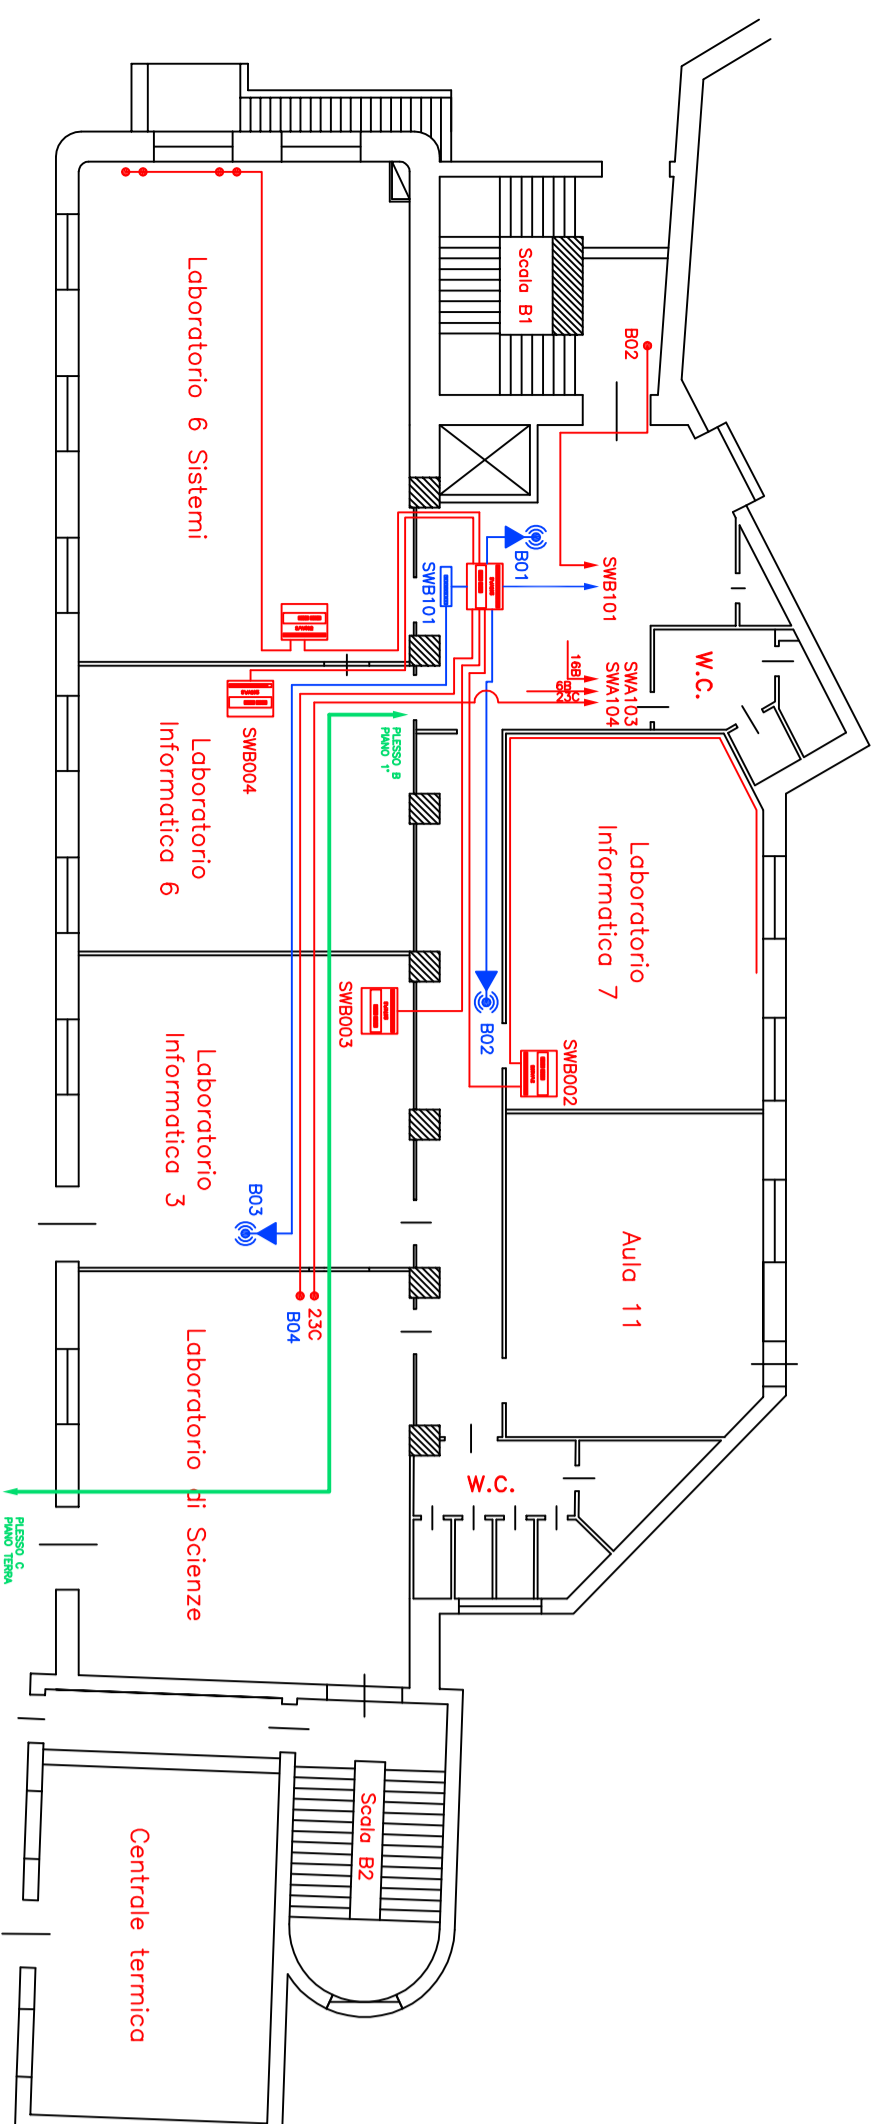 Scala B1
B02
Laboratorio 6 Sistemi
B01
SWB101
SWB101
W.C.
SWA103
SWA104
16B
6B
23C
PLESSO B
PIANO 1°
SWB004
Laboratorio
Informatica 6
Laboratorio
Informatica 7
SWB003
B02
SWB002
Laboratorio
Informatica 3
B03
Aula 11
23C
B04
Laboratorio di Scienze
W.C.
PLESSO C
PIANO TERRA
Scala B2
Centrale termica